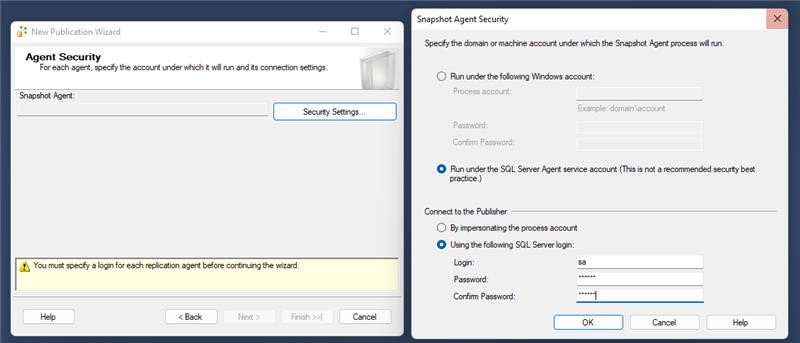 New Publication Wizard
Agent Security
For each agent, specify the account under which it will run and its connection settings.
Snapshot Agent:
Security Settings...
You must specify a login for each replication agent before continuing the wizard.
Help
< Back
Next >
Finish >>|
Cancel
Snapshot Agent Security
Specify the domain or machine account under which the Snapshot Agent process will run.
Run under the following Windows account:
Process account:
Example: domain\account
Password:
Confirm Password:
Run under the SQL Server Agent service account (This is not a recommended security best
practice.)
Connect to the Publisher
By impersonating the process account
Using the following SQL Server login:
Login:
sa
Password:
******
Confirm Password:
******
OK
Cancel
Help